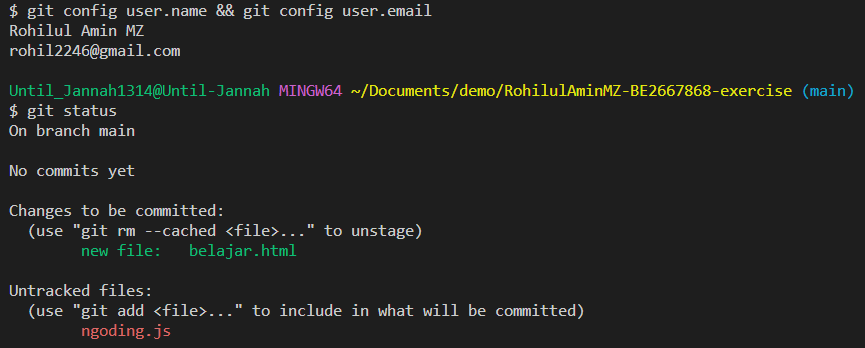 $ git config user.name && git config user.email
Rohilul Amin MZ
rohil2246@gmail.com
Until_Jannah1314@Until-Jannah MINGW64 ~/Documents/demo/RohilulAminMZ-BE2667868-exercise (main)
$ git status
On branch main
No commits yet
Changes to be committed:
  (use "git rm --cached <file>..." to unstage)
        new file:   belajar.html
Untracked files:
  (use "git add <file>..." to include in what will be committed)
        ngoding.js